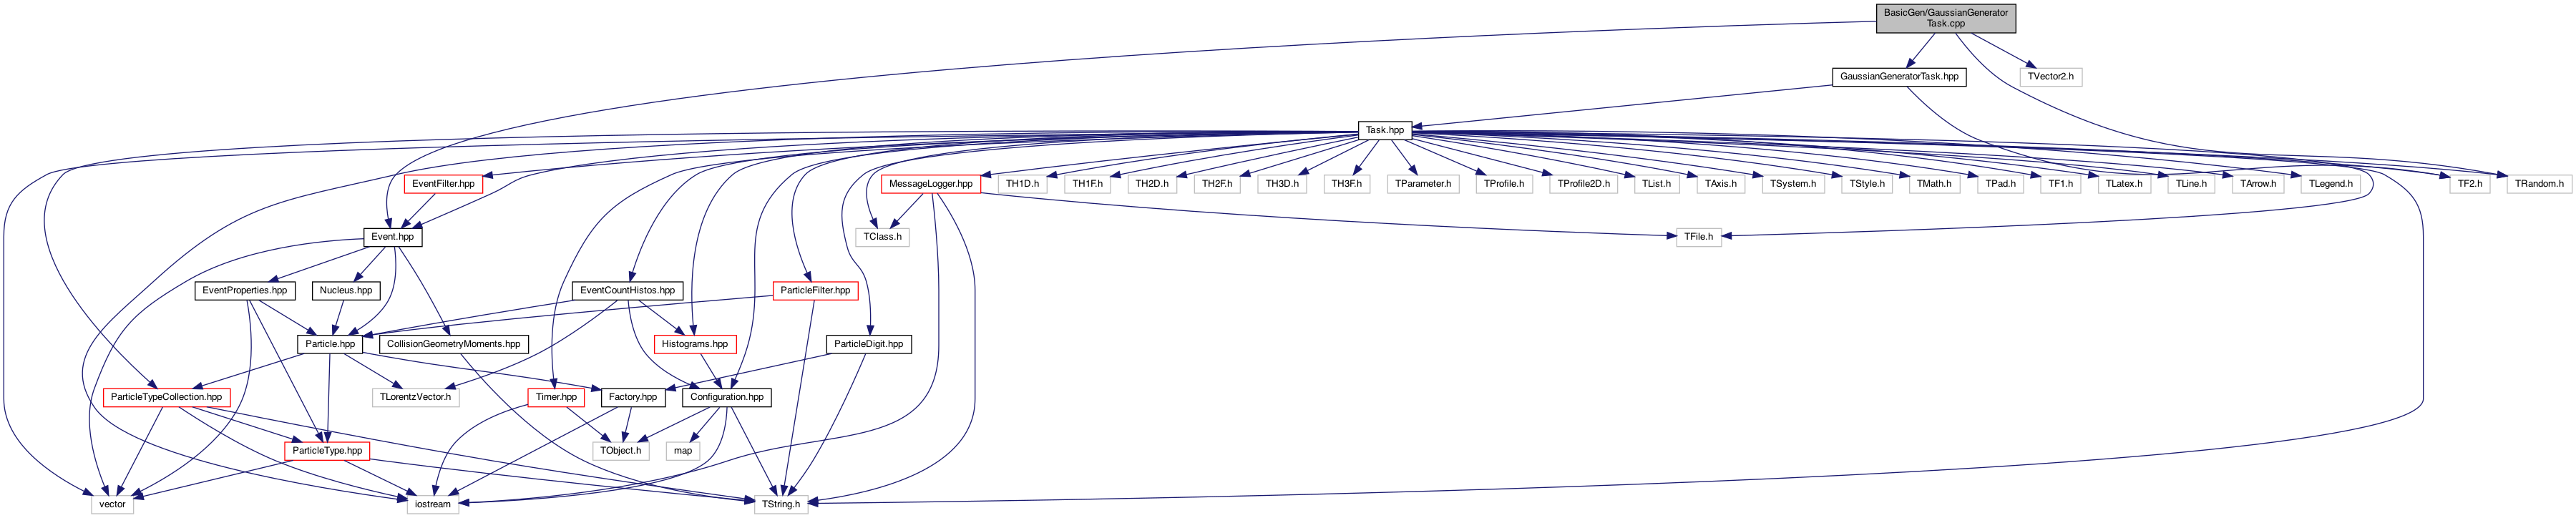 BasicGen/GaussianGenerator
Task.cpp
GaussianGeneratorTask.hpp
TVector2.h
Task.hpp
EventFilter.hpp
MessageLogger.hpp
TH1D.h
TH1F.h
TH2D.h
TH2F.h
TH3D.h
TH3F.h
TParameter.h
TProfile.h
TProfile2D.h
TList.h
TAxis.h
TSystem.h
TStyle.h
TMath.h
TPad.h
TF1.h
TLatex.h
TLine.h
TArrow.h
TLegend.h
TF2.h
TRandom.h
Event.hpp
TClass.h
TFile.h
EventProperties.hpp
Nucleus.hpp
EventCountHistos.hpp
ParticleFilter.hpp
Particle.hpp
CollisionGeometryMoments.hpp
Histograms.hpp
ParticleDigit.hpp
ParticleTypeCollection.hpp
TLorentzVector.h
Timer.hpp
Factory.hpp
Configuration.hpp
ParticleType.hpp
TObject.h
map
vector
iostream
TString.h